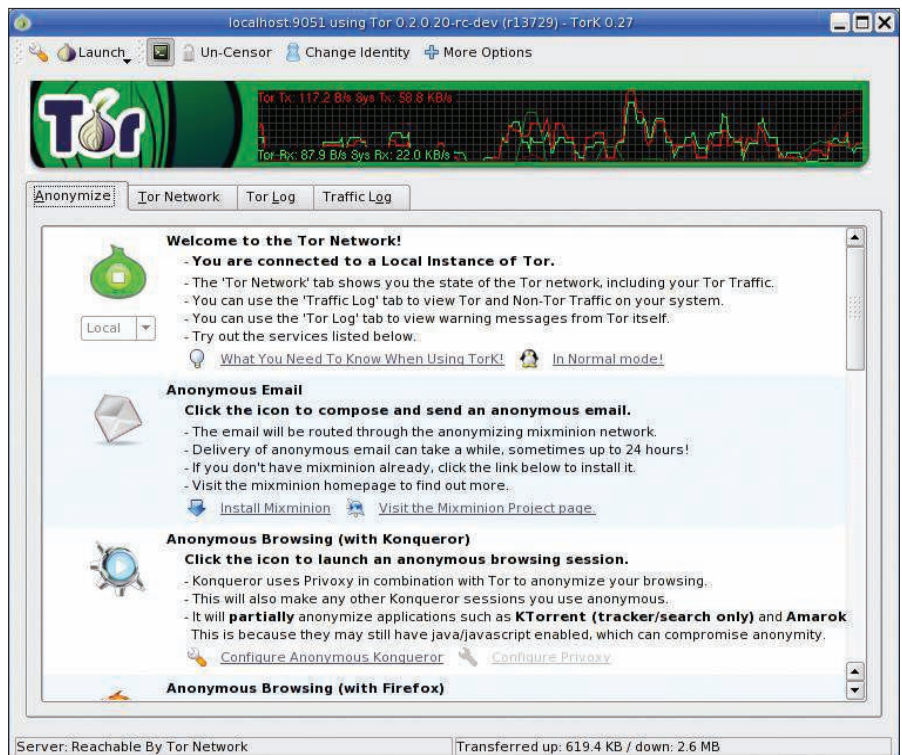 localhost:9051 using Tor 0.2.0.20-rc-dev (r13729) - TorK 0.27
Launch Un-Censor Change Identity More Options
Tor
Tor Tx: 117.2 B/s Sys Tx: 58.8 KB/s
Tor Rx: 87.9 B/s Sys Rx: 22.0 KB/s
Anonymize Tor Network Tor Log Traffic Log
Welcome to the Tor Network!
- You are connected to a Local Instance of Tor.
- The 'Tor Network' tab shows you the state of the Tor network, including your Tor Traffic.
- You can use the 'Traffic Log' tab to view Tor and Non-Tor Traffic on your system.
Local
- You can use the 'Tor Log' tab to view warning messages from Tor itself.
- Try out the services listed below.
What You Need To Know When Using TorK! In Normal mode!
Anonymous Email
Click the icon to compose and send an anonymous email.
- The email will be routed through the anonymizing mixminion network.
- Delivery of anonymous email can take a while, sometimes up to 24 hours!
- If you don't have mixminion already, click the link below to install it.
- Visit the mixminion homepage to find out more.
Install Mixminion Visit the Mixminion Project page.
Anonymous Browsing (with Konqueror)
Click the icon to launch an anonymous browsing session.
- Konqueror uses Privoxy in combination with Tor to anonymize your browsing.
- This will also make any other Konqueror sessions you use anonymous.
- It will partially anonymize applications such as KTorrent (tracker/search only) and Amarok
This is because they may still have java/javascript enabled, which can compromise anonymity.
Configure Anonymous Konqueror Configure Privoxy
Anonymous Browsing (with Firefox)
Server: Reachable By Tor Network Transferred up: 619.4 KB / down: 2.6 MB